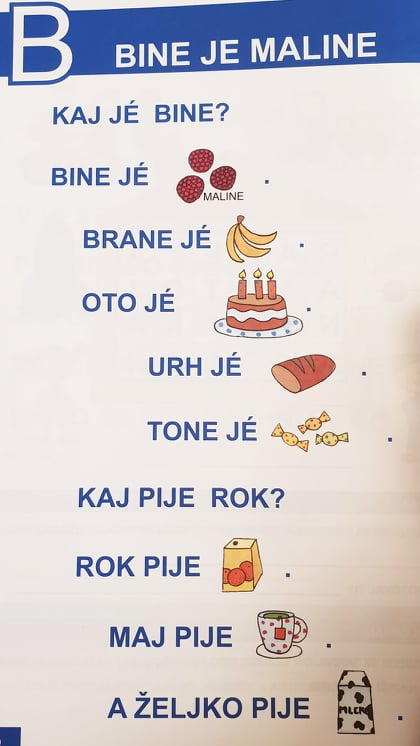 B BINE JE MALINE
KAJ JÉ BINE?
BINE JÉ .
MALINE
BRANE JÉ .
OTO JÉ .
URH JÉ .
TONE JÉ .
KAJ PIJE ROK?
ROK PIJE .
MAJ PIJE .
A ŽELJKO PIJE .
MLEKO